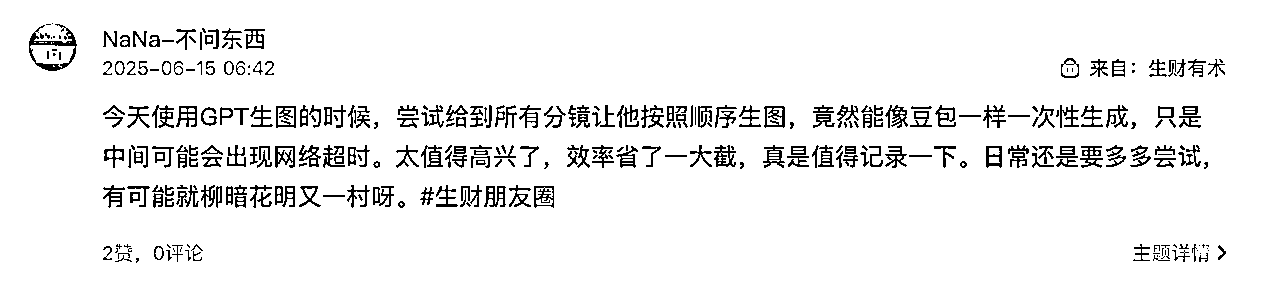 NaNa-不问东西
2025-06-15 06:42
来自：生财有术
今天使用GPT生图的时候，尝试给到所有分镜让他按照顺序生图，竟然能像豆包一样一次性生成，只是
中间可能会出现网络超时。太值得高兴了，效率省了一大截，真是值得记录一下。日常还是要多多尝试，
有可能就柳暗花明又一村呀。#生财朋友圈
2赞，0评论
主题详情